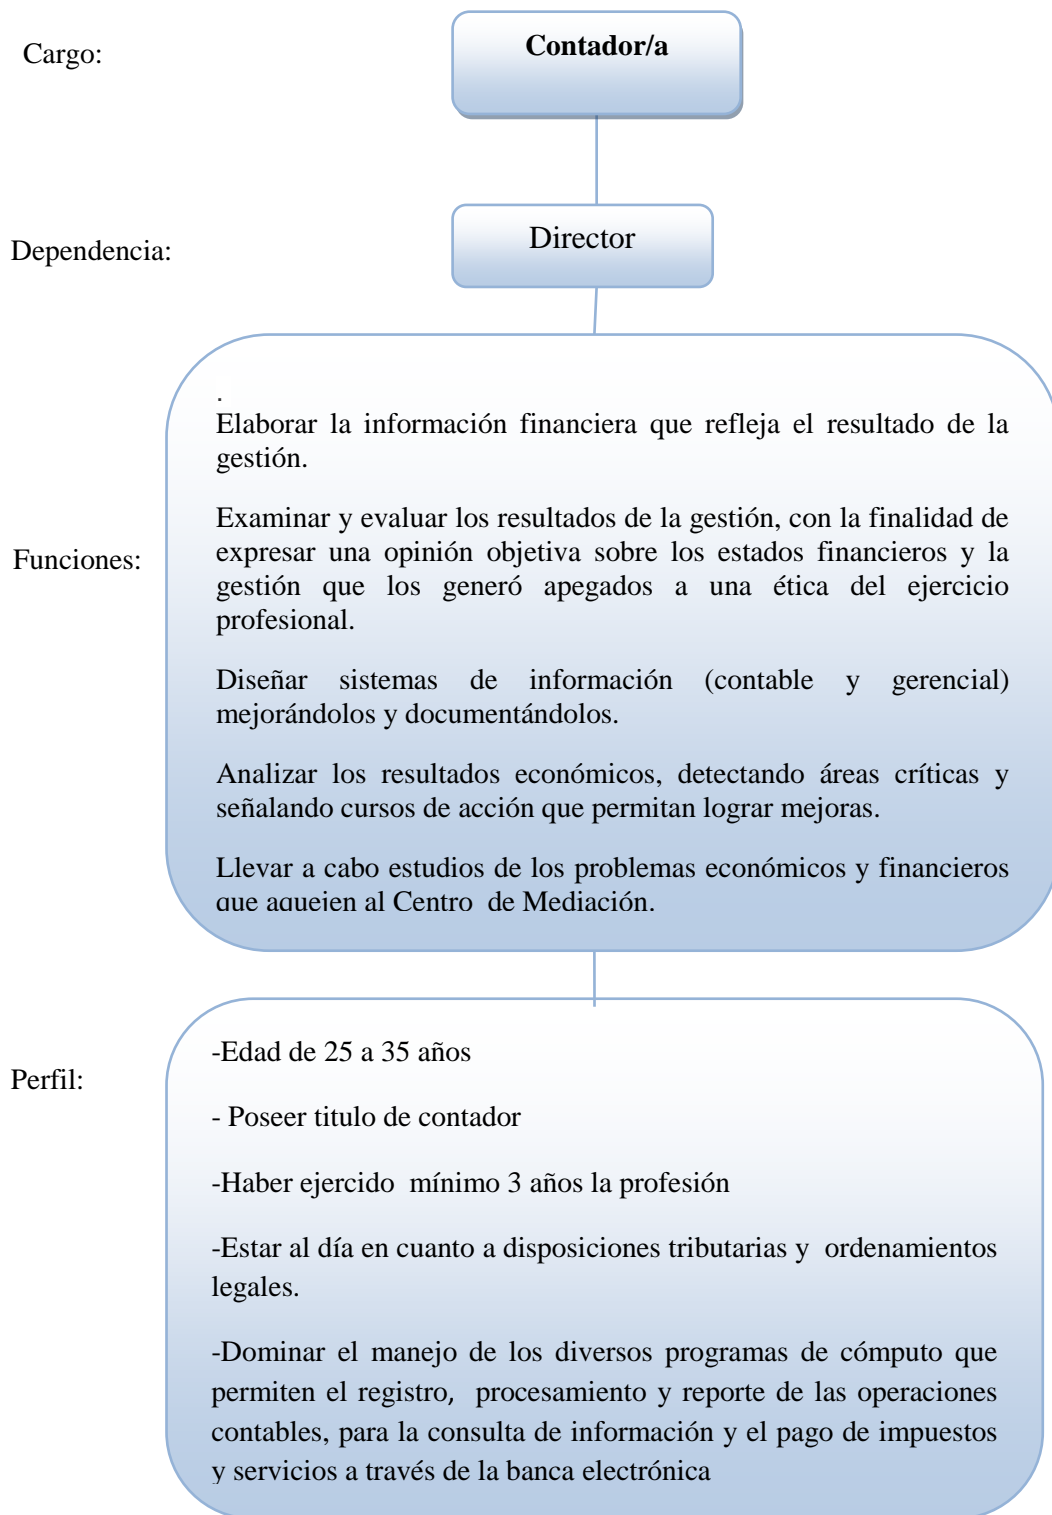 Cargo:
Contador/a
Dependencia:
Director
Funciones:
.
Elaborar la información financiera que refleja el resultado de la
gestión.
Examinar y evaluar los resultados de la gestión, con la finalidad de
expresar una opinión objetiva sobre los estados financieros y la
gestión que los generó apegados a una ética del ejercicio
profesional.
Diseñar sistemas de información (contable y gerencial)
mejorándolos y documentándolos.
Analizar los resultados económicos, detectando áreas críticas y
señalando cursos de acción que permitan lograr mejoras.
Llevar a cabo estudios de los problemas económicos y financieros
que aquejen al Centro de Mediación.
Perfil:
-Edad de 25 a 35 años
- Poseer titulo de contador
-Haber ejercido mínimo 3 años la profesión
-Estar al día en cuanto a disposiciones tributarias y ordenamientos
legales.
-Dominar el manejo de los diversos programas de cómputo que
permiten el registro, procesamiento y reporte de las operaciones
contables, para la consulta de información y el pago de impuestos
y servicios a través de la banca electrónica